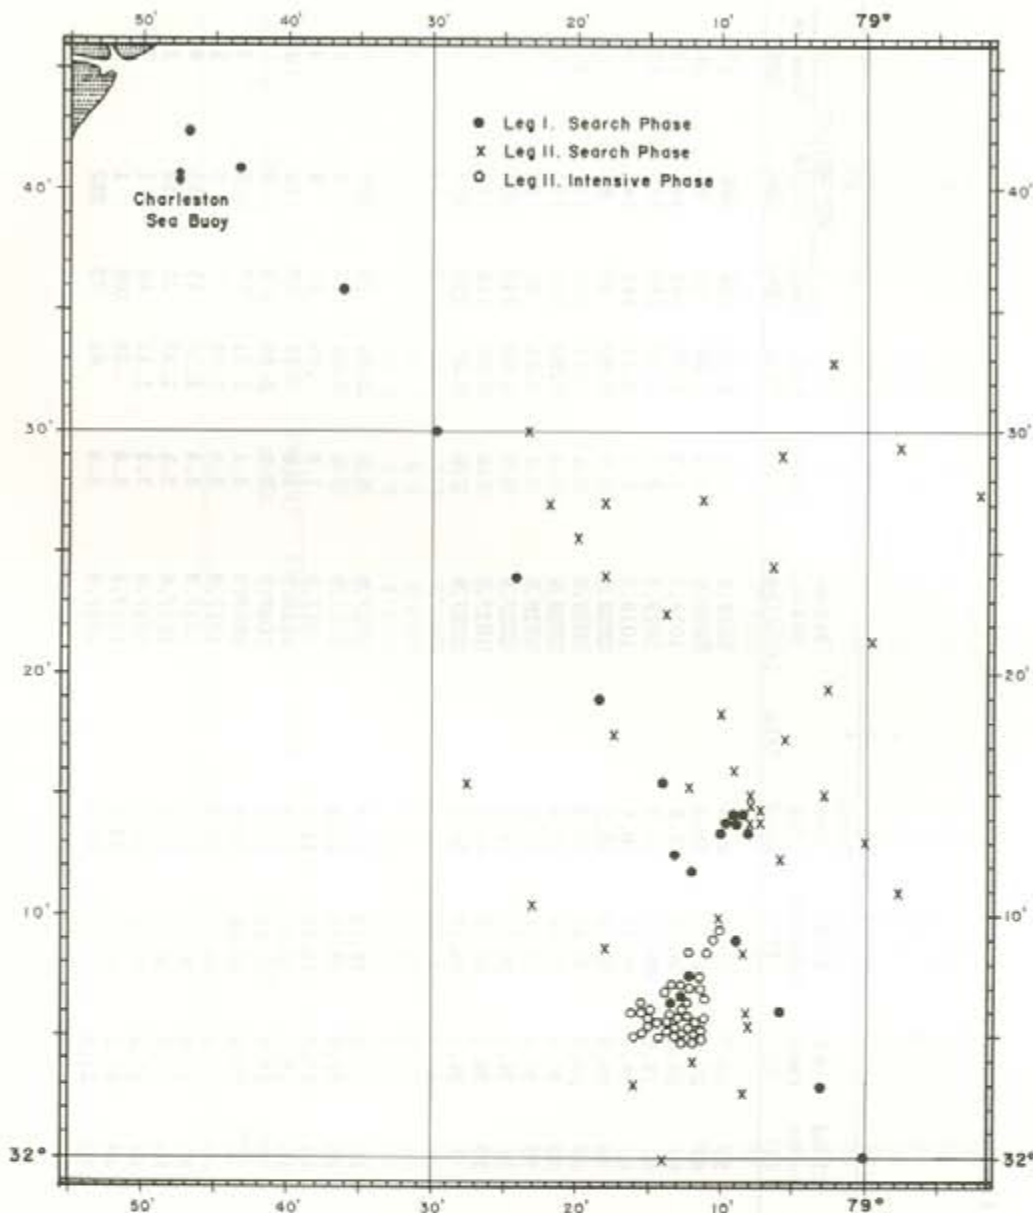 50' 40' 30' 20' 10' 79°
● Leg I. Search Phase
x Leg II. Search Phase
○ Leg II. Intensive Phase
40' 40'
Charleston
Sea Buoy
30' 30'
20' 20'
10' 10'
32° 32°
50' 40' 30' 20' 10' 79°